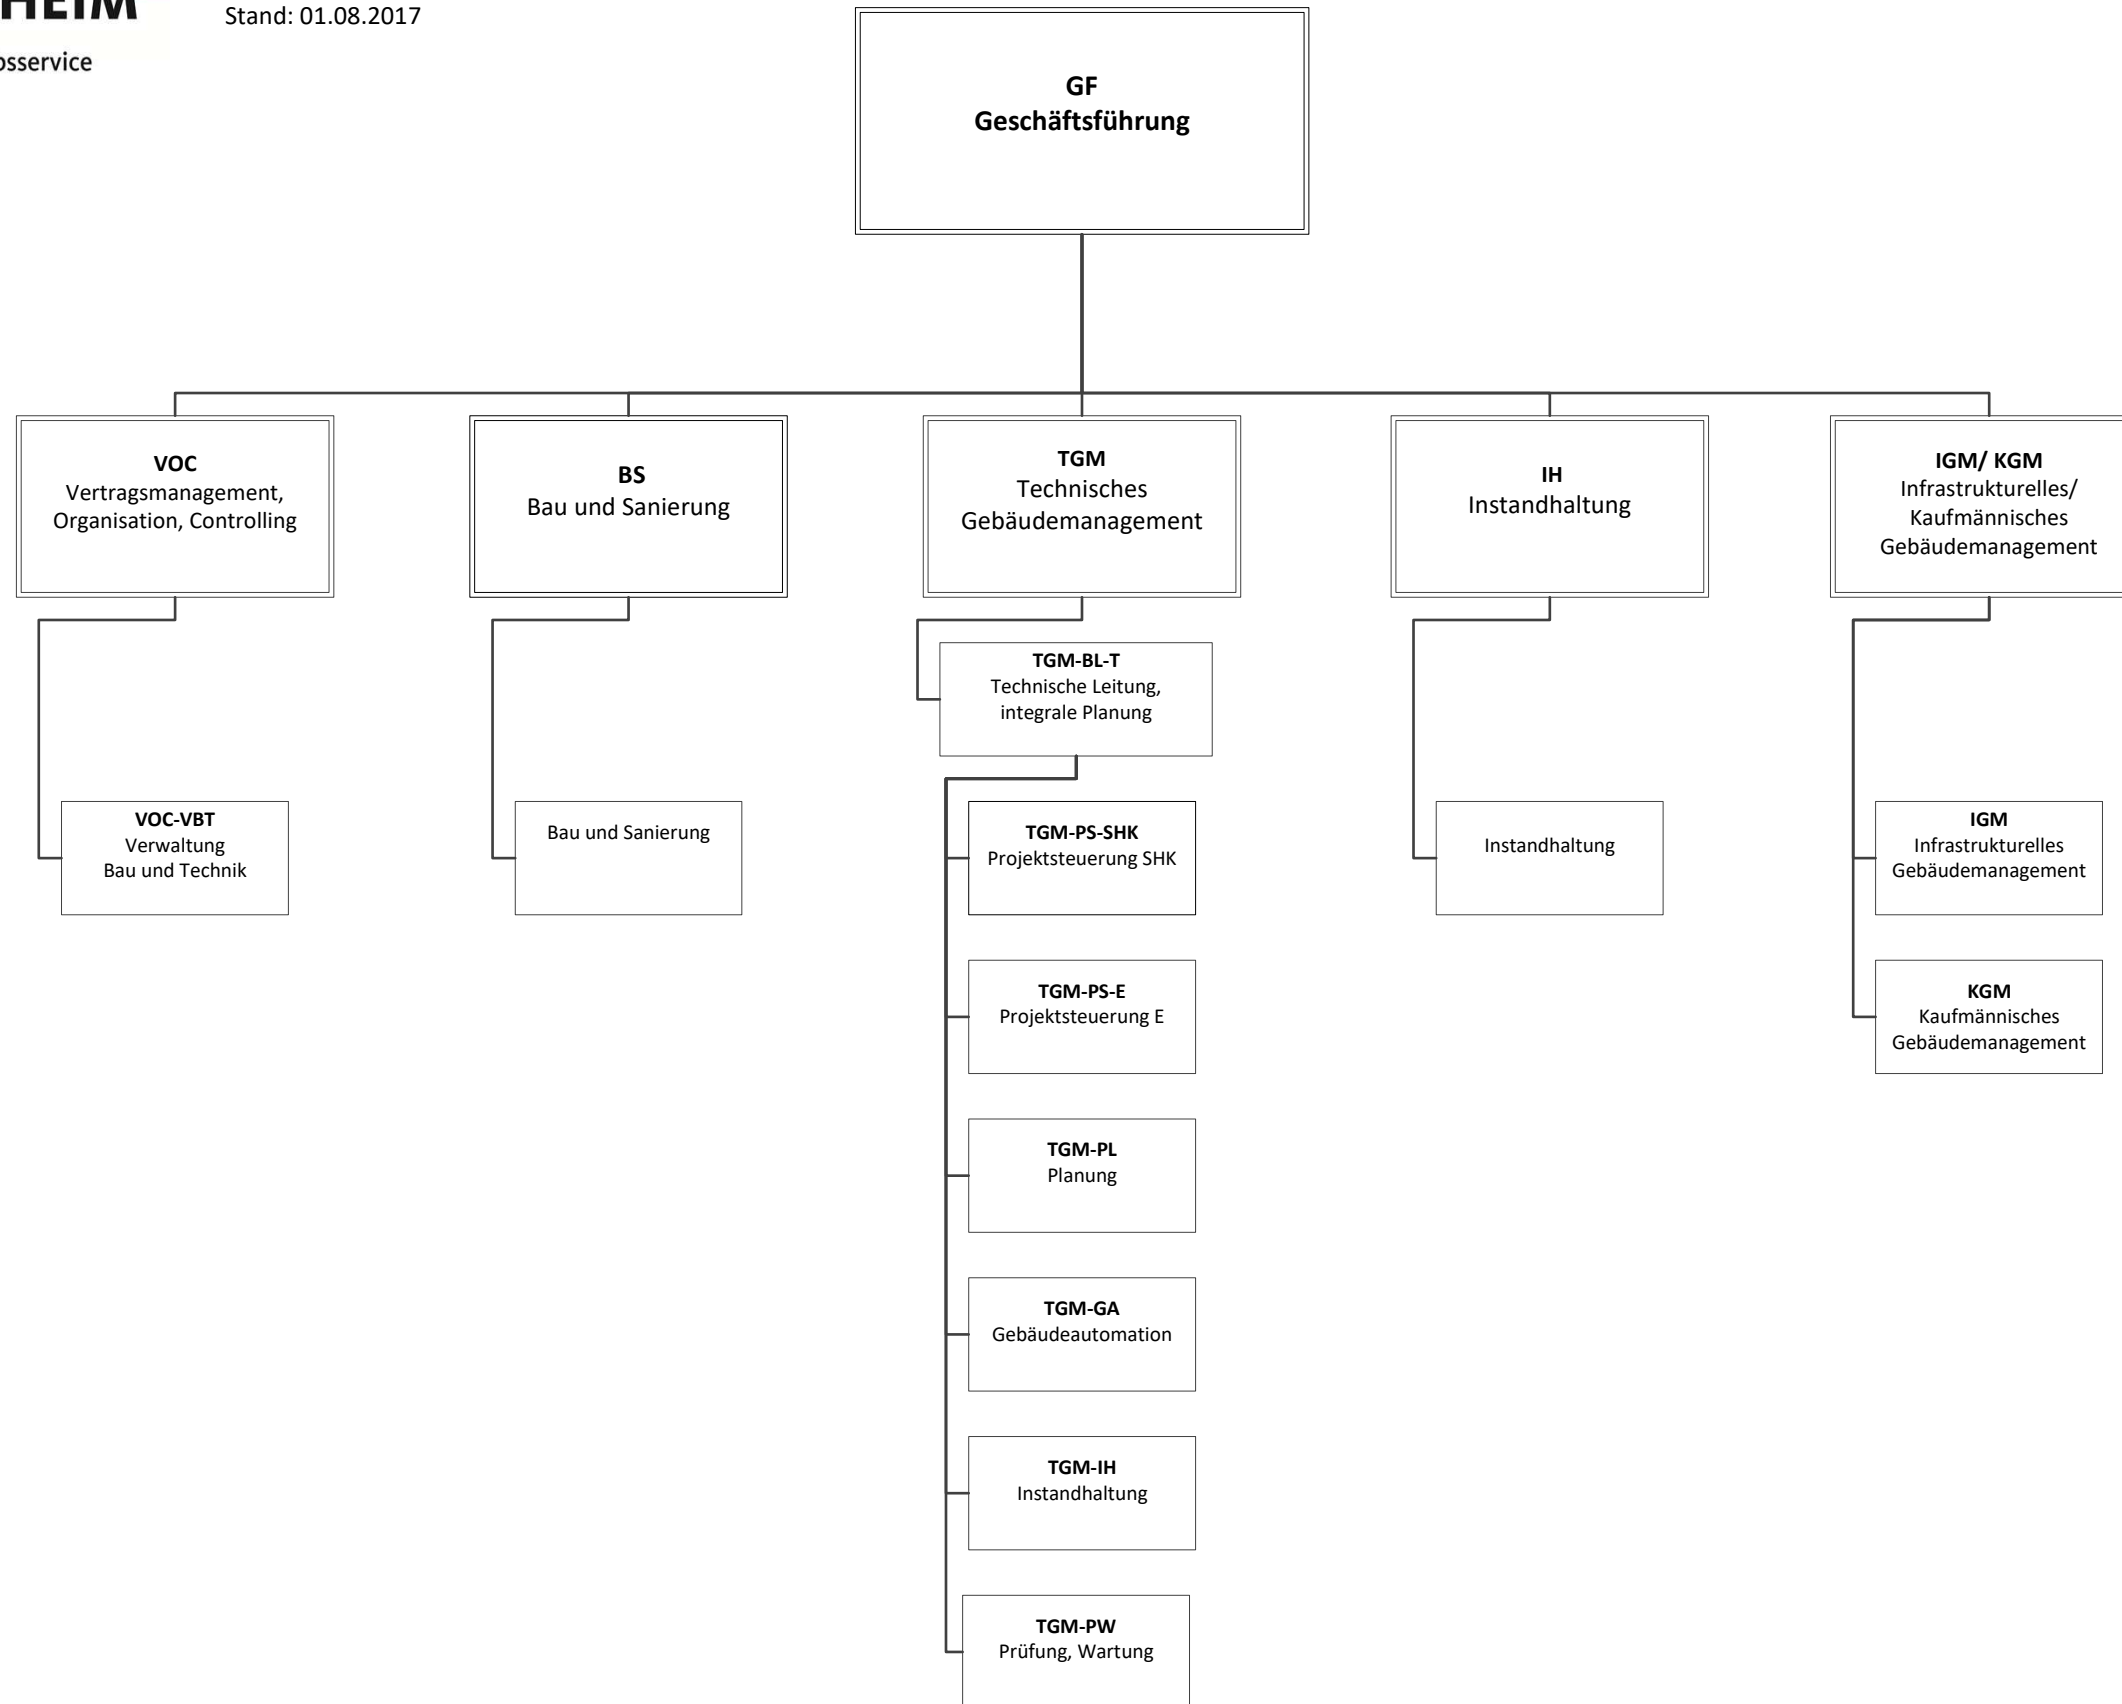 Stand: 01.08.2017
GF
Geschäftsführung
VOC
Vertragsmanagement,
Organisation, Controlling
BS
Bau und Sanierung
TGM
Technisches
Gebäudemanagement
IH
Instandhaltung
IGM/ KGM
Infrastrukturelles/
Kaufmännisches
Gebäudemanagement
TGM-BL-T
Technische Leitung,
integrale Planung
VOC-VBT
Verwaltung
Bau und Technik
Bau und Sanierung
TGM-PS-SHK
Projektsteuerung SHK
Instandhaltung
IGM
Infrastrukturelles
Gebäudemanagement
TGM-PS-E
Projektsteuerung E
KGM
Kaufmännisches
Gebäudemanagement
TGM-PL
Planung
TGM-GA
Gebäudeautomation
TGM-IH
Instandhaltung
TGM-PW
Prüfung, Wartung